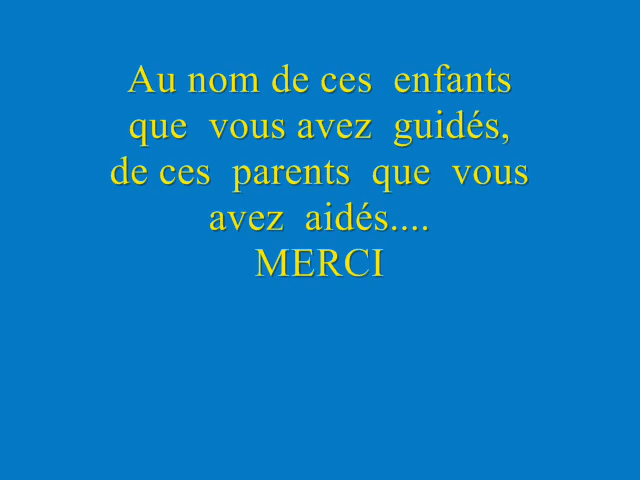 Au nom de ces enfants
que vous avez guidés,
de ces parents que vous
avez aidés....
MERCI